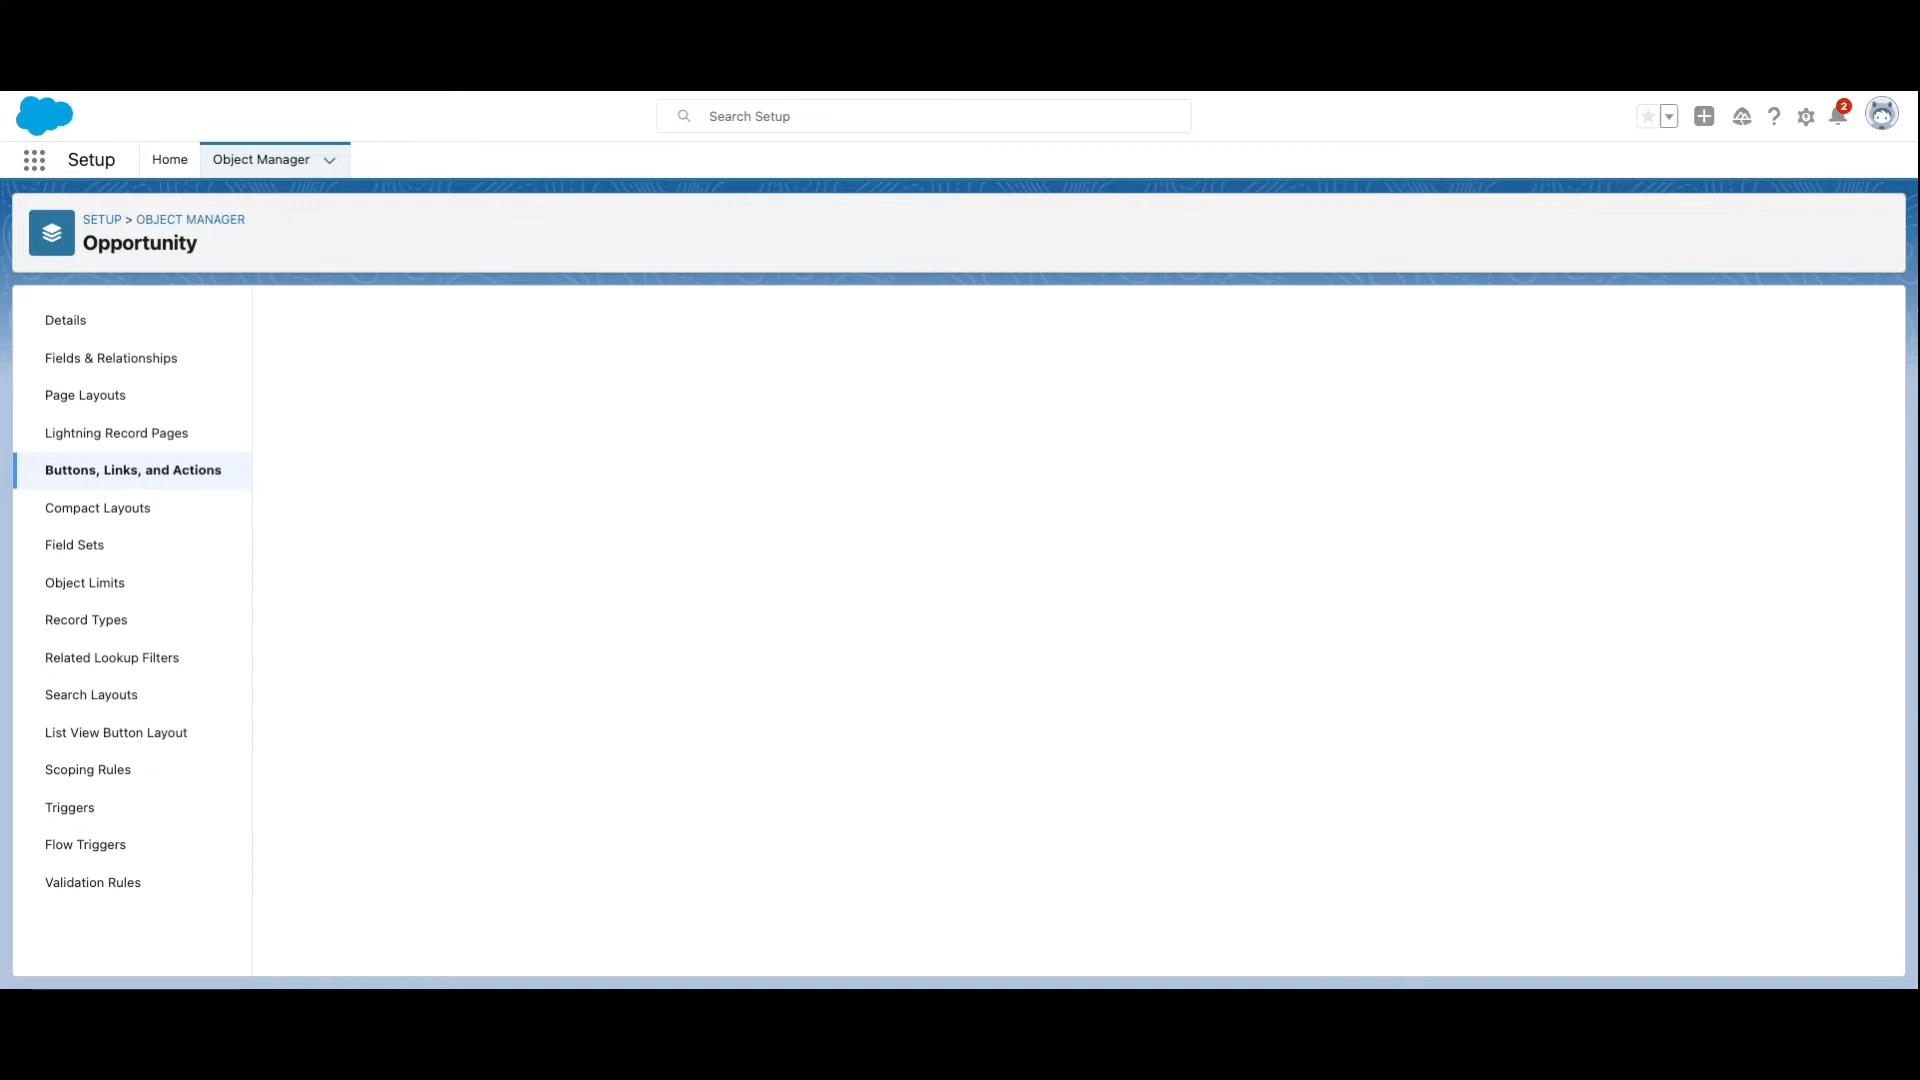 Search Setup
2
Setup
Home
Object Manager
SETUP > OBJECT MANAGER
Opportunity
Details
Fields & Relationships
Page Layouts
Lightning Record Pages
Buttons, Links, and Actions
Compact Layouts
Field Sets
Object Limits
Record Types
Related Lookup Filters
Search Layouts
List View Button Layout
Scoping Rules
Triggers
Flow Triggers
Validation Rules